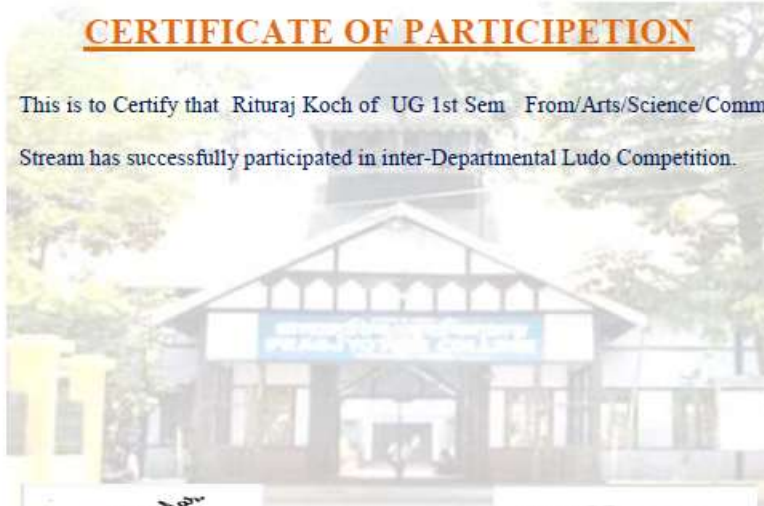 CERTIFICATE OF PARTICIPETION
This is to Certify that Rituraj Koch of UG 1st Sem From/Arts/Science/Comm
Stream has successfully participated in inter-Departmental Ludo Competition.
COLLEGE